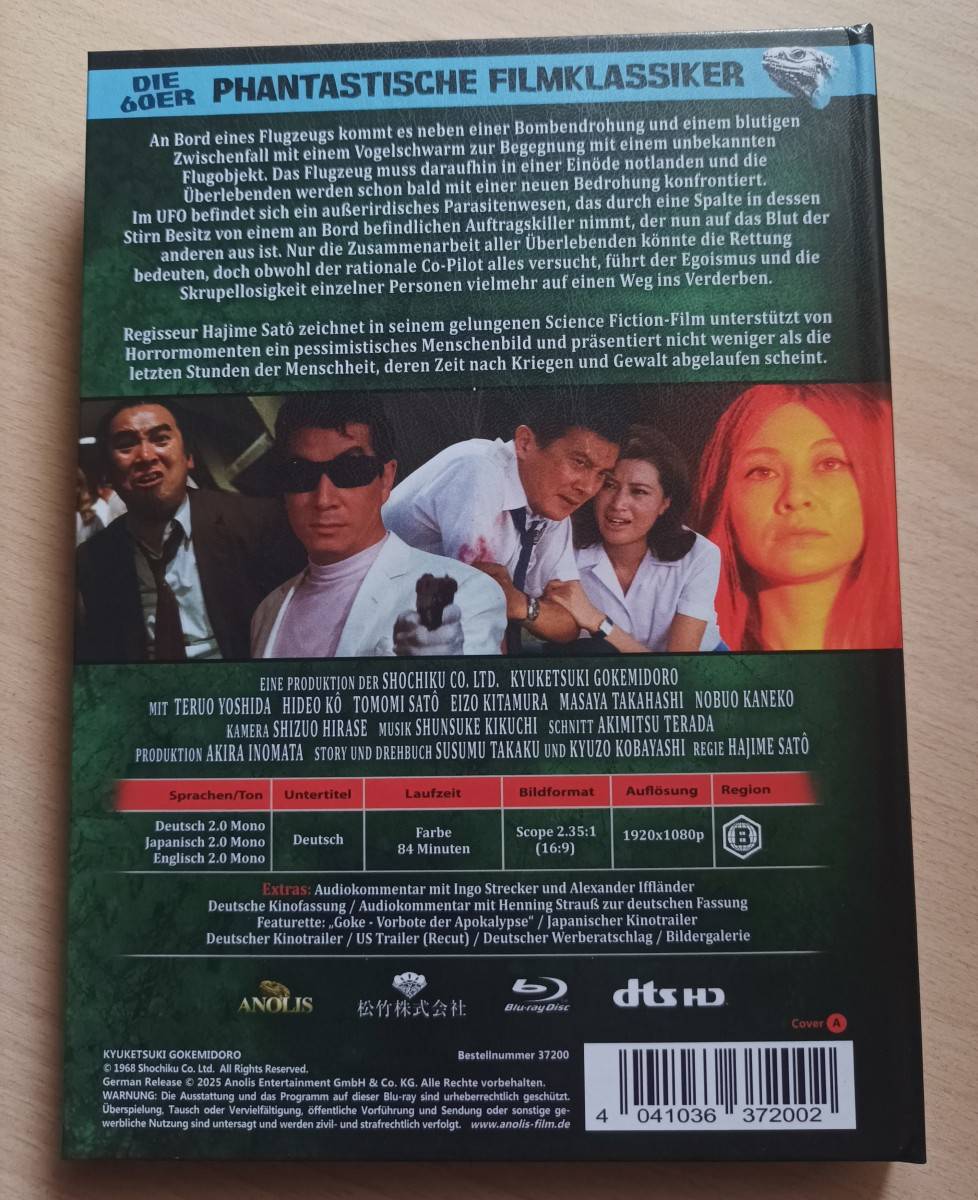 DIE
60ER
PHANTASTISCHE FILMKLASSIKER
An Bord eines Flugzeugs kommt es neben einer Bombendrohung und einem blutigen
Zwischenfall mit einem Vogelschwarm zur Begegnung mit einem unbekannten
Flugobjekt. Das Flugzeug muss daraufhin in einer Einöde notlanden und die
Überlebenden werden schon bald mit einer neuen Bedrohung konfrontiert.
Im UFO befindet sich ein außerirdisches Parasitenwesen, das durch eine Spalte in dessen
Stirn Besitz von einem an Bord befindlichen Auftragskiller nimmt, der nun auf das Blut der
anderen aus ist. Nur die Zusammenarbeit aller Überlebenden könnte die Rettung
bedeuten, doch obwohl der rationale Co-Pilot alles versucht, führt der Egoismus und die
Skrupellosigkeit einzelner Personen vielmehr auf einen Weg ins Verderben.
Regisseur Hajime Satô zeichnet in seinem gelungenen Science Fiction-Film unterstützt von
Horrormomenten ein pessimistisches Menschenbild und präsentiert nicht weniger als die
letzten Stunden der Menschheit, deren Zeit nach Kriegen und Gewalt abgelaufen scheint.
EINE PRODUKTION DER SHOCHIKU CO. LTD. KYUKETSUKI GOKEMIDORO
MIT TERUO YOSHIDA HIDEO KÔ TOMOMI SATÔ EIZO KITAMURA MASAYA TAKAHASHI NOBUO KANEKO
KAMERA SHIZUO HIRASE MUSIK SHUNSUKE KIKUCHI SCHNITT AKIMITSU TERADA
PRODUKTION AKIRA INOMATA STORY UND DREHBUCH SUSUMU TAKAKU UND KYUZO KOBAYASHI REGIE HAJIME SATÔ
Sprachen/Ton Untertitel Laufzeit Bildformat Auflösung Region
Deutsch 2.0 Mono
Japanisch 2.0 Mono
Englisch 2.0 Mono
Deutsch
Farbe
84 Minuten
Scope 2.35:1
(16:9)
1920x1080p
B
Extras: Audiokommentar mit Ingo Strecker und Alexander Iffländer
Deutsche Kinofassung / Audiokommentar mit Henning Strauß zur deutschen Fassung
Featurette: „Goke - Vorbote der Apokalypse“ / Japanischer Kinotrailer
Deutscher Kinotrailer / US Trailer (Recut) / Deutscher Werberatschlag / Bildergalerie
ANOLIS
松竹株式会社
Blu-ray Disc
dts HD
Cover A
KYUKETSUKI GOKEMIDORO
© 1968 Shochiku Co. Ltd. All Rights Reserved.
Bestellnummer 37200
German Release © 2025 Anolis Entertainment GmbH & Co. KG. Alle Rechte vorbehalten.
WARNUNG: Die Ausstattung und das Programm auf dieser Blu-ray sind urheberrechtlich geschützt.
Überspielung, Tausch oder Vervielfältigung, öffentliche Vorführung und Sendung oder sonstige ge-
werbliche Nutzung sind untersagt und werden zivil- und strafrechtlich verfolgt. www.anolis-film.de
4 041036 372002